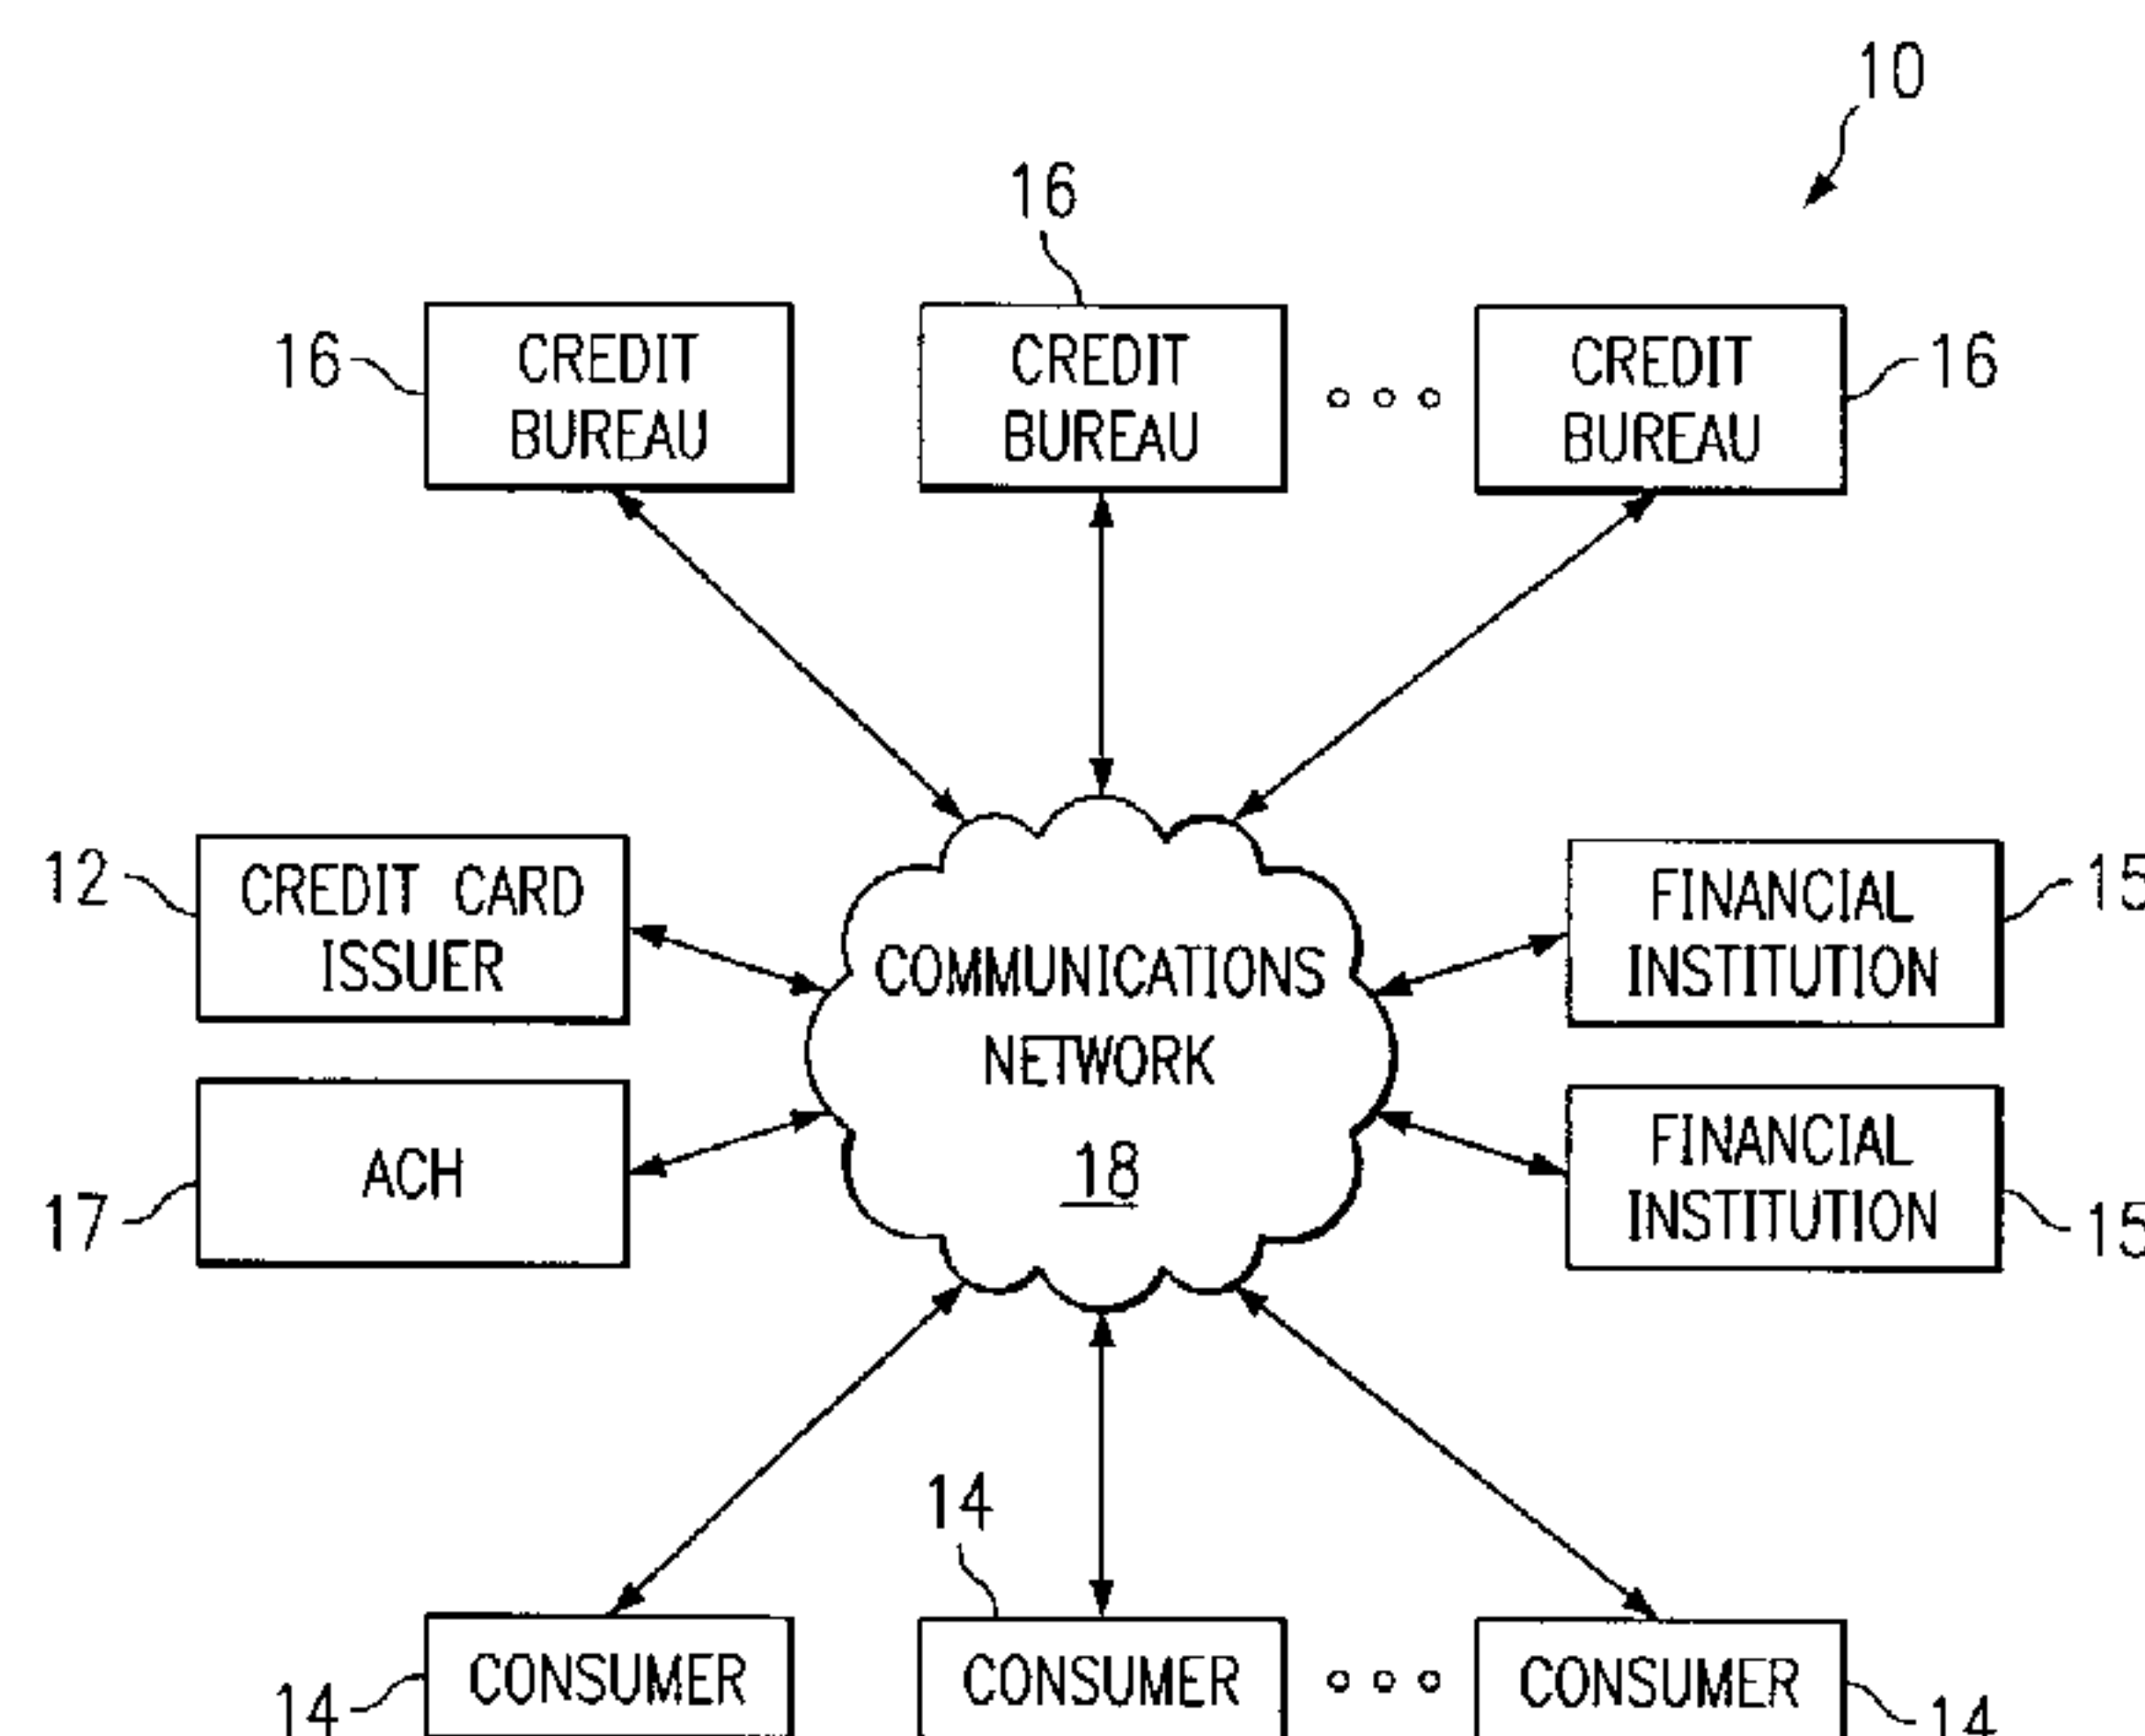 10
16
16
CREDIT
BUREAU
CREDIT
BUREAU
CREDIT
BUREAU
16
12
CREDIT CARD
ISSUER
COMMUNICATIONS
NETWORK
18
FINANCIAL
INSTITUTION
15
17
ACH
FINANCIAL
INSTITUTION
15
14
14
CONSUMER
CONSUMER
CONSUMER
14